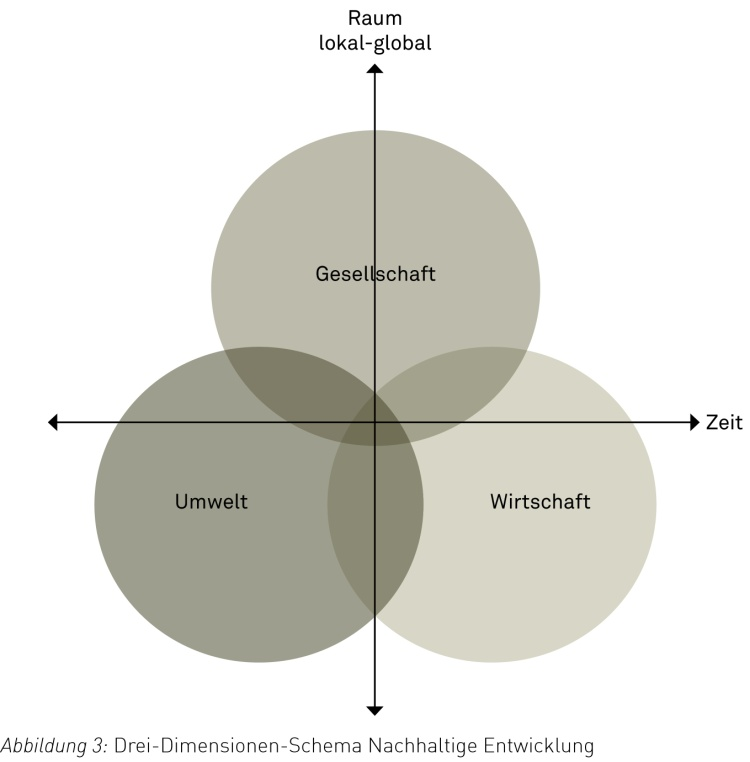 Raum
lokal-global
Gesellschaft
Zeit
Umwelt
Wirtschaft
Abbildung 3: Drei-Dimensionen-Schema Nachhaltige Entwicklung